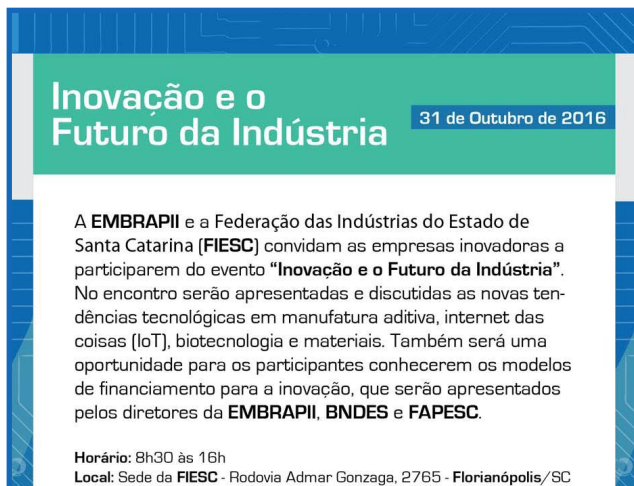 Inovação e o
Futuro da Indústria
31 de Outubro de 2016
A EMBRAPII e a Federação das Indústrias do Estado de
Santa Catarina (FIESC) convidam as empresas inovadoras a
participarem do evento “Inovação e o Futuro da Indústria”.
No encontro serão apresentadas e discutidas as novas ten-
dências tecnológicas em manufatura aditiva, internet das
coisas (IoT), biotecnologia e materiais. Também será uma
oportunidade para os participantes conhecerem os modelos
de financiamento para a inovação, que serão apresentados
pelos diretores da EMBRAPII, BNDES e FAPESC.
Horário: 8h30 às 16h
Local: Sede da FIESC - Rodovia Admar Gonzaga, 2765 - Florianópolis/SC